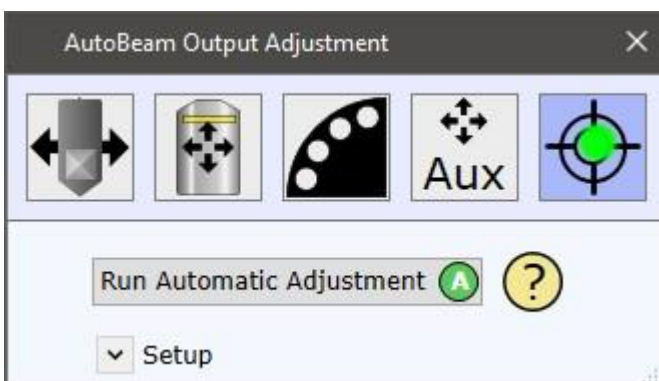 AutoBeam Output Adjustment
Aux
Run Automatic Adjustment A ?
Setup